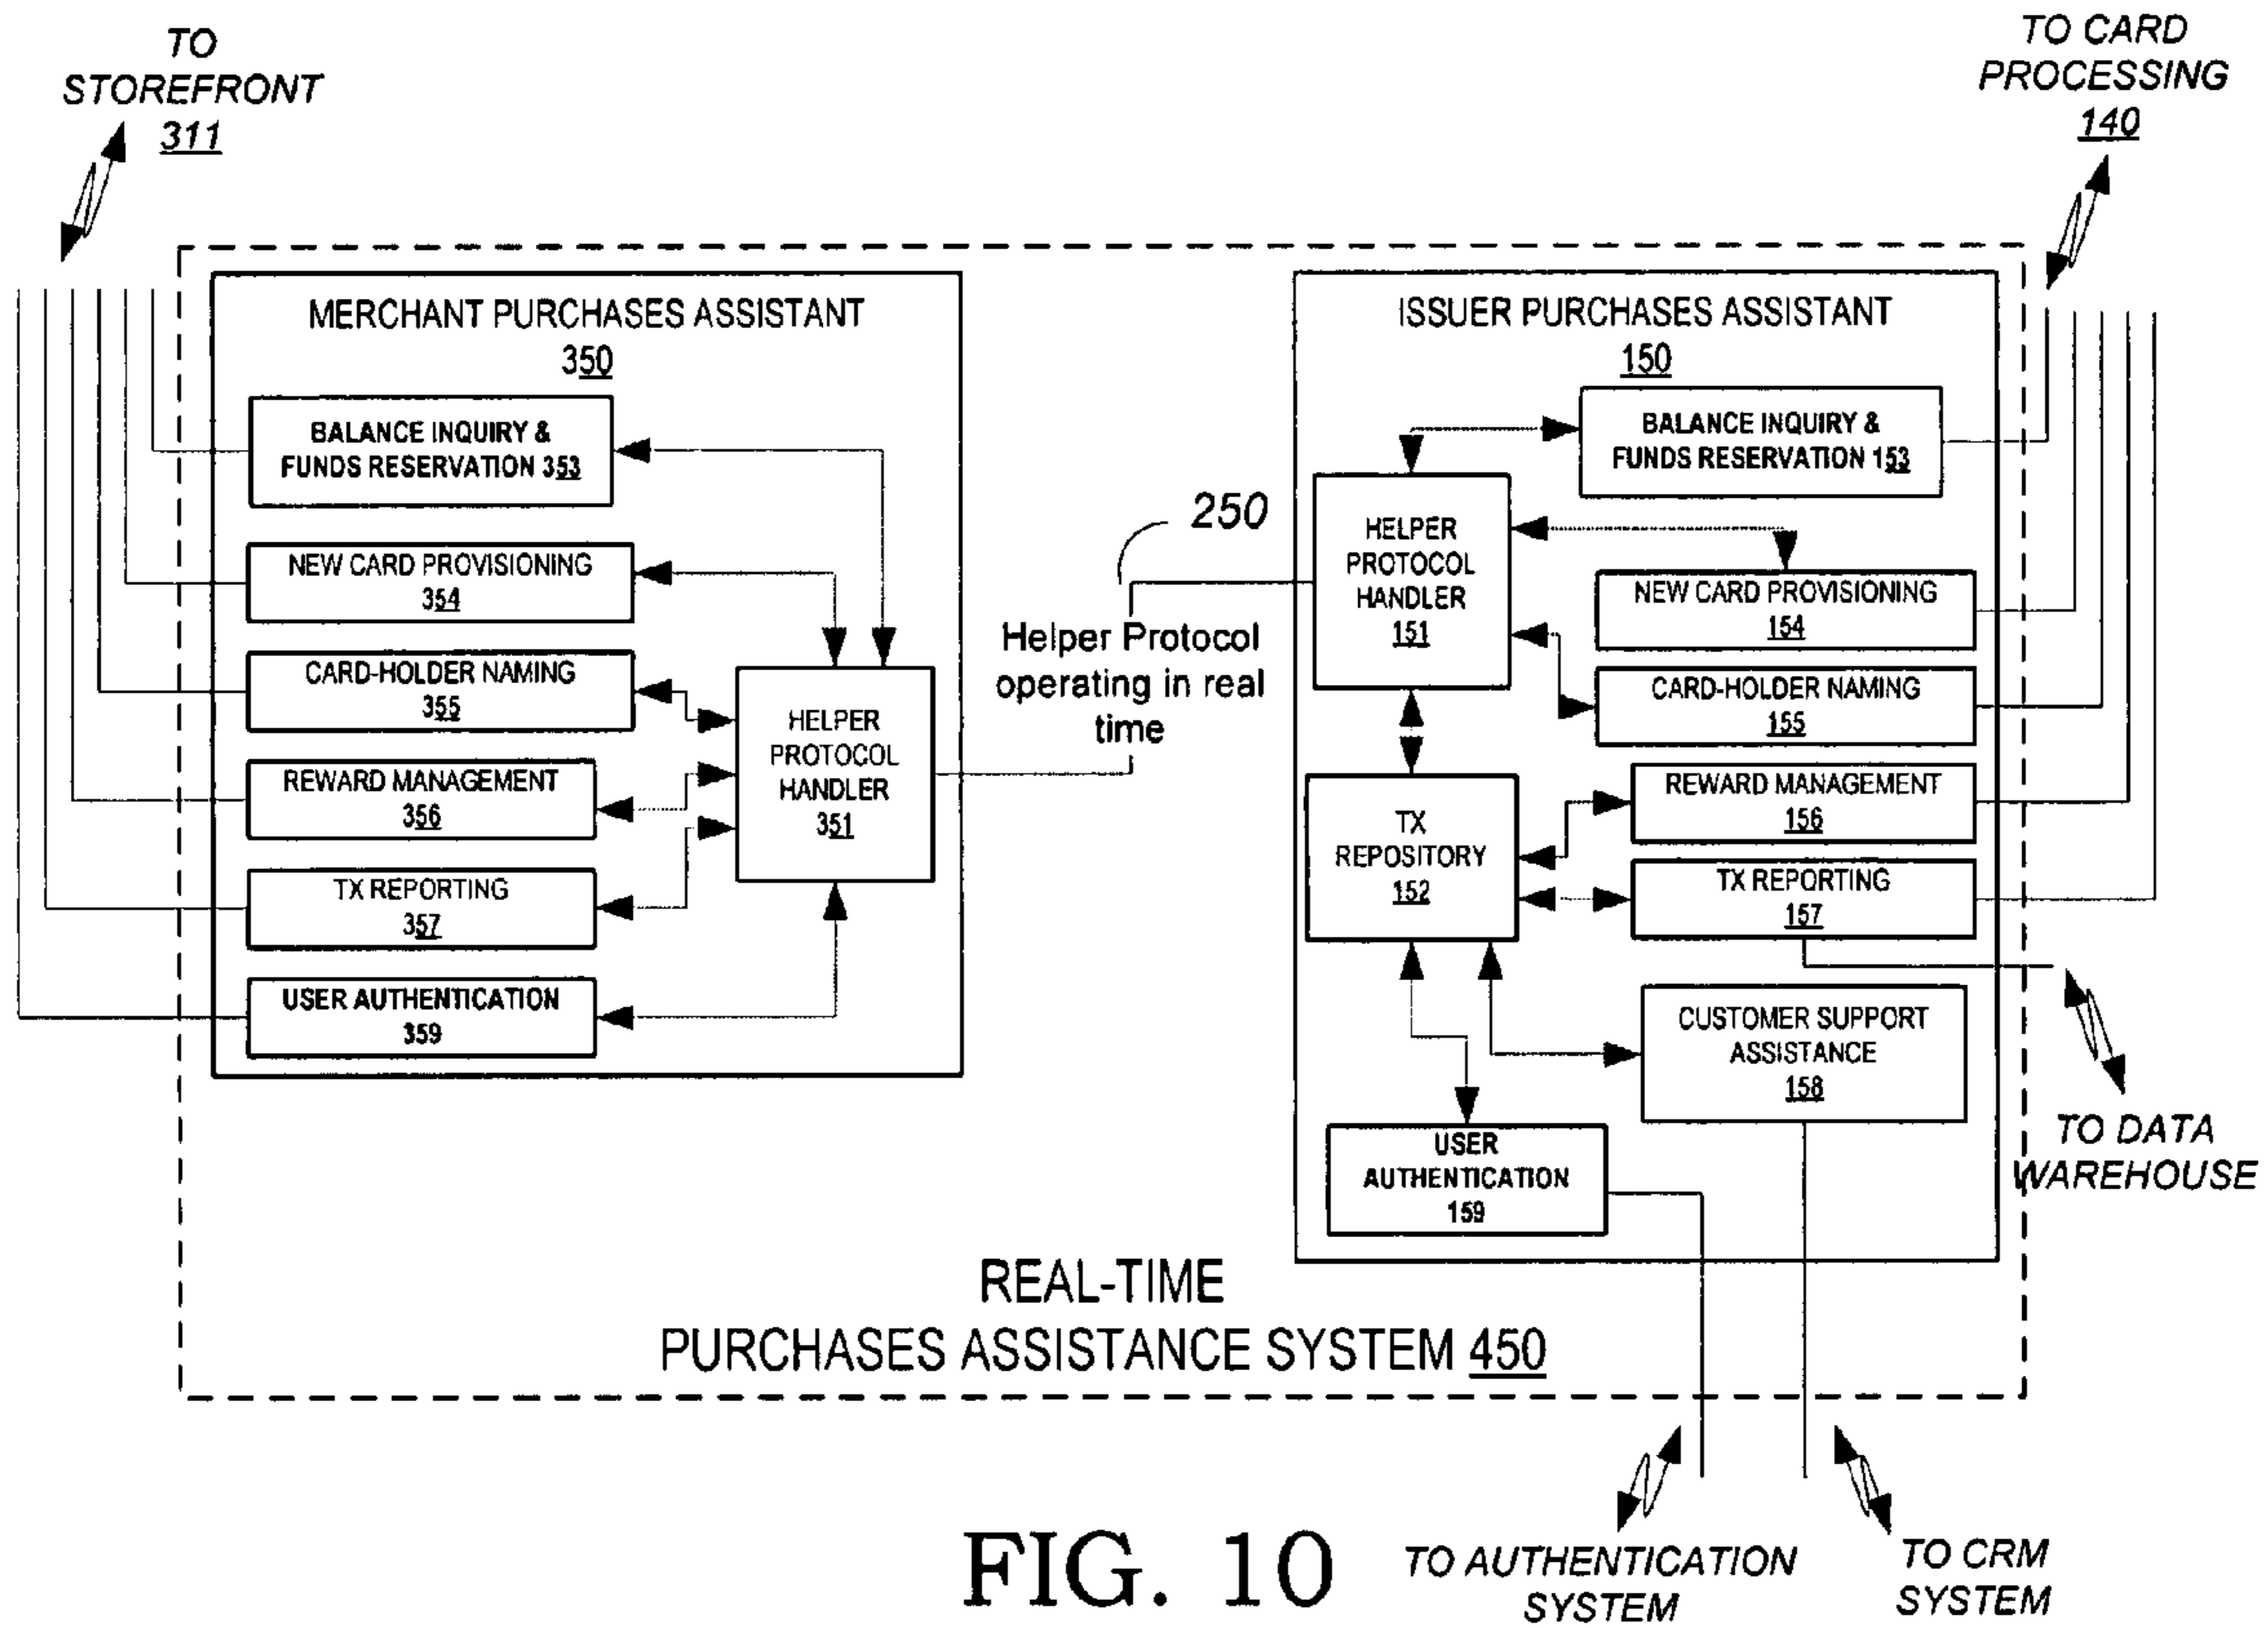 TO
STOREFRONT
311
TO CARD
PROCESSING
140
MERCHANT PURCHASES ASSISTANT
350
BALANCE INQUIRY &
FUNDS RESERVATION 353
NEW CARD PROVISIONING
354
CARD-HOLDER NAMING
355
REWARD MANAGEMENT
356
TX REPORTING
357
USER AUTHENTICATION
359
HELPER
PROTOCOL
HANDLER
351
250
Helper Protocol
operating in real
time
ISSUER PURCHASES ASSISTANT
150
BALANCE INQUIRY &
FUNDS RESERVATION 153
HELPER
PROTOCOL
HANDLER
151
NEW CARD PROVISIONING
154
CARD-HOLDER NAMING
155
TX
REPOSITORY
152
REWARD MANAGEMENT
156
TX REPORTING
157
CUSTOMER SUPPORT
ASSISTANCE
158
USER
AUTHENTICATION
159
TO DATA
WAREHOUSE
REAL-TIME
PURCHASES ASSISTANCE SYSTEM 450
TO AUTHENTICATION
SYSTEM
TO CRM
SYSTEM
FIG. 10